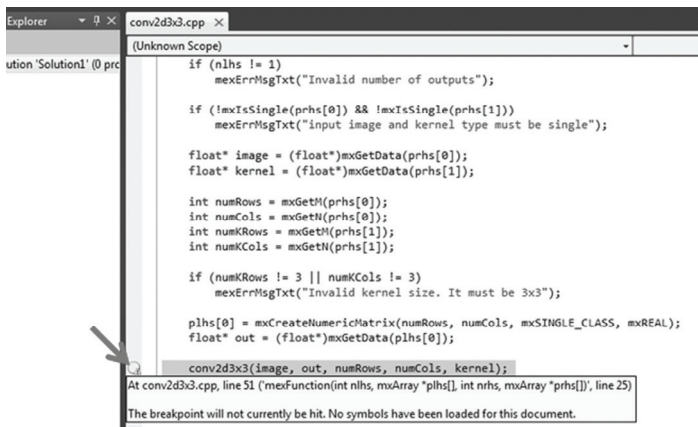 Explorer
conv2d3x3.cpp
(Unknown Scope)
ution 'Solution1' (0 prc
if (nlhs != 1)
mexErrMsgTxt("Invalid number of outputs");
if (!mxIsSingle(prhs[0]) && !mxIsSingle(prhs[1]))
mexErrMsgTxt("input image and kernel type must be single");
float* image = (float*)mxGetData(prhs[0]);
float* kernel = (float*)mxGetData(prhs[1]);
int numRows = mxGetM(prhs[0]);
int numCols = mxGetN(prhs[0]);
int numKRows = mxGetM(prhs[1]);
int numKCols = mxGetN(prhs[1]);
if (numKRows != 3 || numKCols != 3)
mexErrMsgTxt("Invalid kernel size. It must be 3x3");
plhs[0] = mxCreateNumericMatrix(numRows, numCols, mxSINGLE_CLASS, mxREAL);
float* out = (float*)mxGetData(plhs[0]);
conv2d3x3(image, out, numRows, numCols, kernel);
At conv2d3x3.cpp, line 51 ('mexFunction(int nlhs, mxArray *plhs[], int nrhs, mxArray *prhs[])', line 25)
The breakpoint will not currently be hit. No symbols have been loaded for this document.